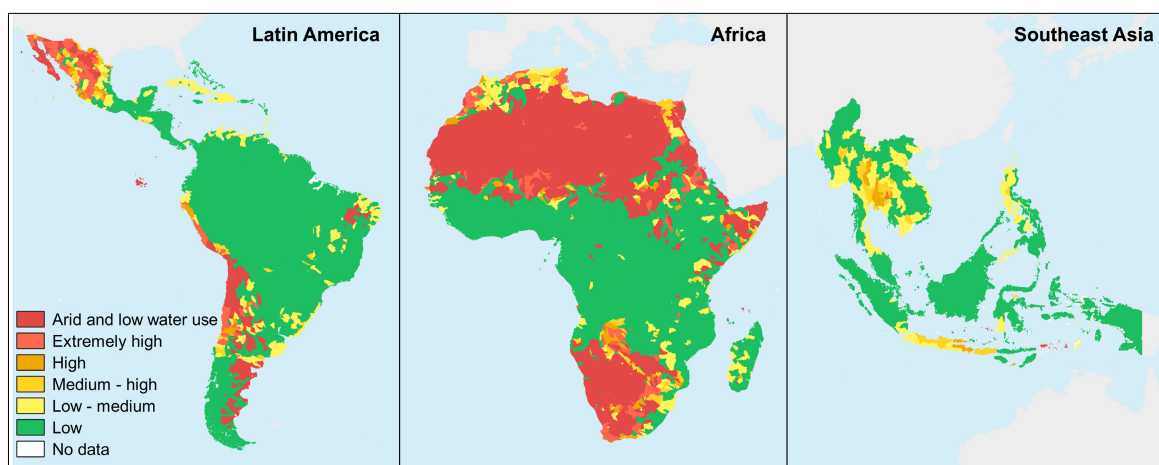 Latin America
Africa
Southeast Asia
Arid and low water use
Extremely high
High
Medium - high
Low - medium
Low
No data